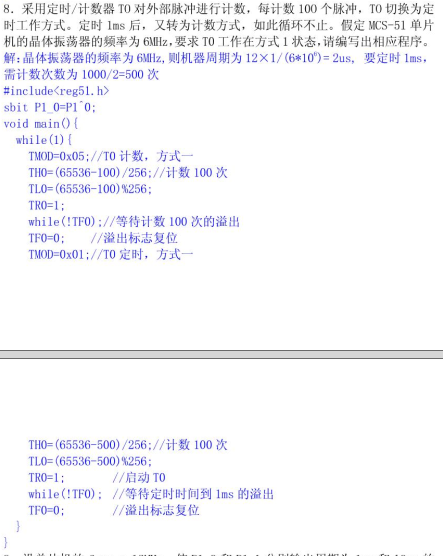 8. 采用定时/计数器 T0 对外部脉冲进行计数，每计数 100 个脉冲，T0 切换为定
时工作方式。定时 1ms 后，又转为计数方式，如此循环不止。假定 MCS-51 单片
机的晶体振荡器的频率为 6MHz，要求 T0 工作在方式 1 状态，请编写出相应程序。
解：晶体振荡器的频率为 6MHz，则机器周期为 12×1/(6*10⁶)＝2us，要定时 1ms，
需计数次数为 1000/2=500 次
#include<reg51.h>
sbit P1_0=P1^0;
void main(){
while(1){
TMOD=0x05;//T0 计数，方式一
TH0=(65536-100)/256;//计数 100 次
TL0=(65536-100)%256;
TR0=1;
while(!TF0);//等待计数 100 次的溢出
TF0=0; //溢出标志复位
TMOD=0x01;//T0 定时，方式一
TH0=(65536-500)/256;//计数 100 次
TL0=(65536-500)%256;
TR0=1; //启动 T0
while(!TF0); //等待定时时间到 1ms 的溢出
TF0=0; //溢出标志复位
}
}